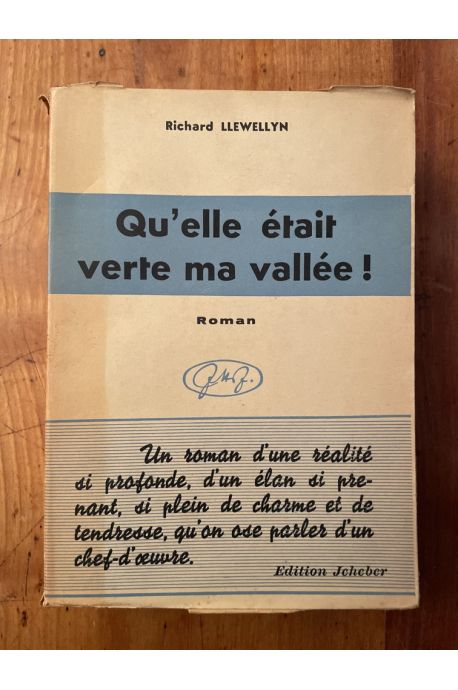 Richard LLEWELLYN
Qu'elle était
verte ma vallée !
Roman
Un roman d'une réalité
si profonde, d'un élan si pre-
nant, si plein de charme et de
tendresse, qu'on ose parler d'un
chef-d'œuvre.
Edition Jeheber